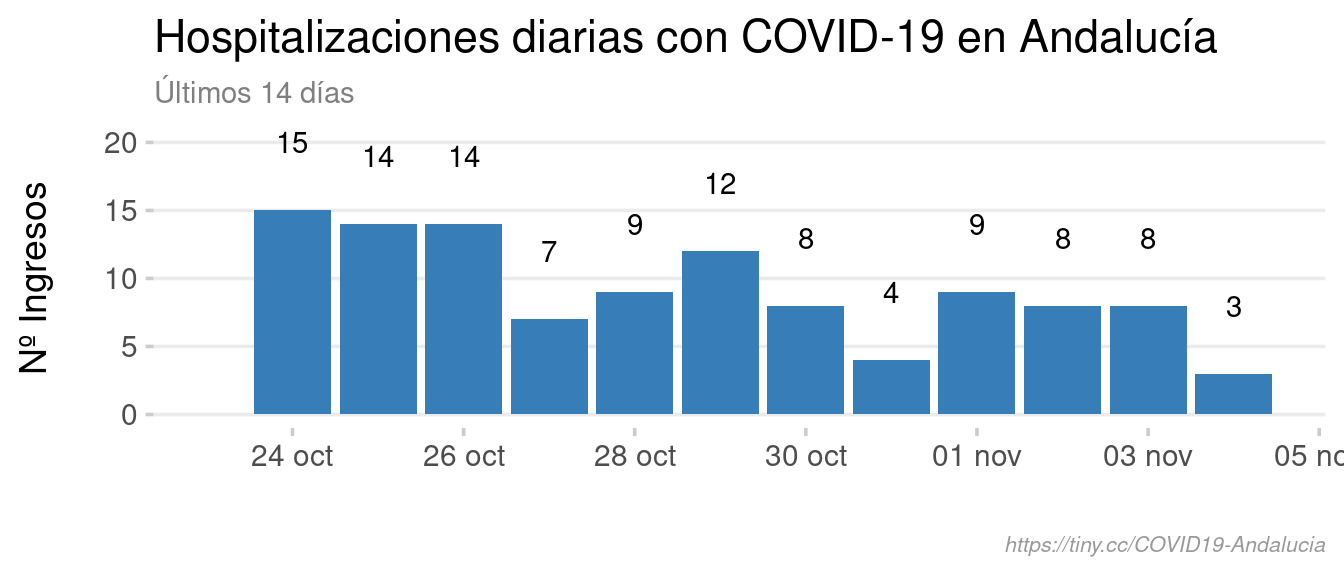 Hospitalizaciones diarias con COVID-19 en Andalucía
Últimos 14 días
Nº Ingresos
20
15
10
5
0
15
14
14
7
9
12
8
4
9
8
8
3
24 oct
26 oct
28 oct
30 oct
01 nov
03 nov
05 no
https://tiny.cc/COVID19-Andalucia